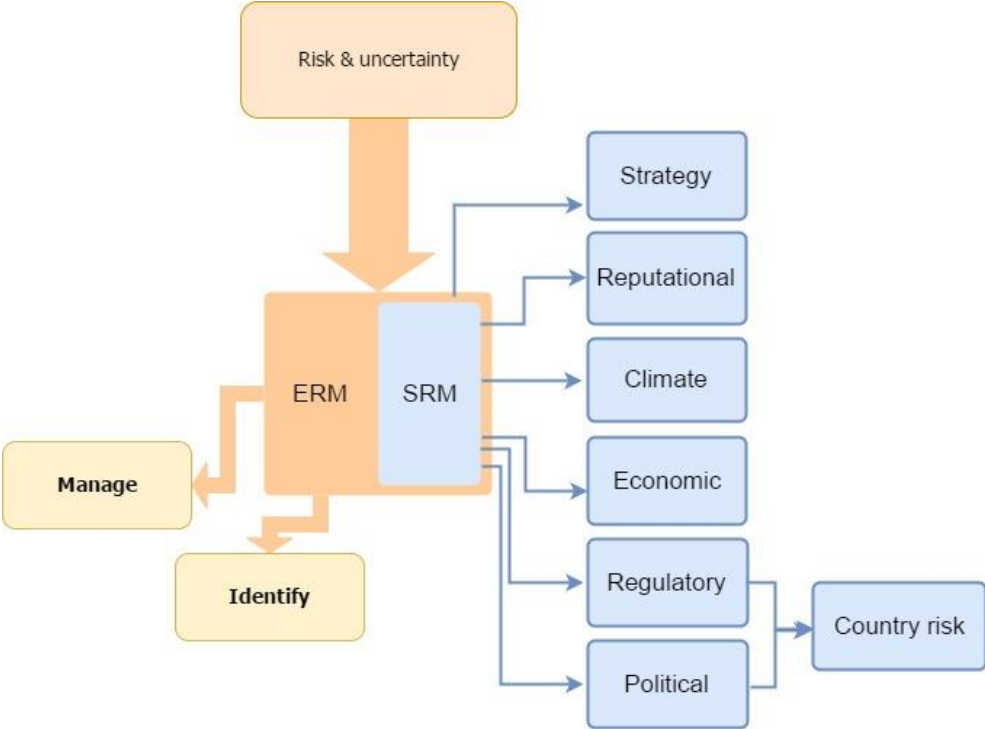 Risk & uncertainty
Strategy
Reputational
ERM
SRM
Climate
Manage
Economic
Identify
Regulatory
Country risk
Political